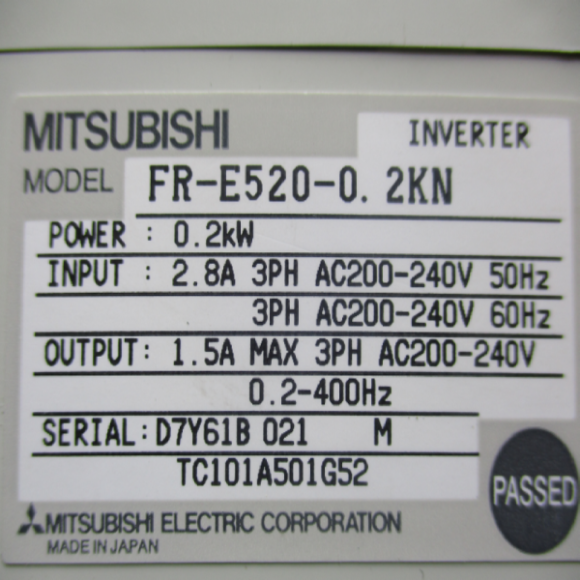 MITSUBISHI INVERTER
MODEL FR-E520-0.2KN
POWER : 0.2kW
INPUT : 2.8A 3PH AC200-240V 50Hz
3PH AC200-240V 60Hz
OUTPUT: 1.5A MAX 3PH AC200-240V
0.2-400Hz
SERIAL: D7Y61B 021 M
TC101A501G52
PASSED
MITSUBISHI ELECTRIC CORPORATION
MADE IN JAPAN